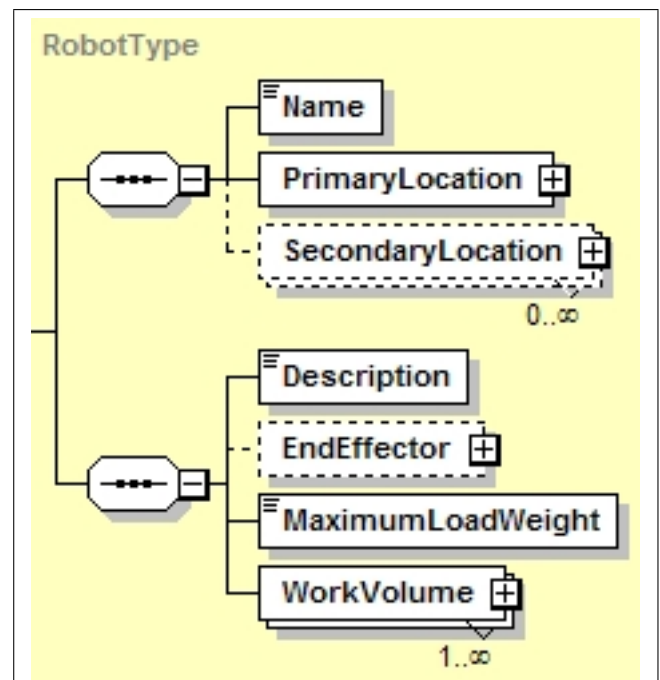 RobotType
Name
PrimaryLocation
SecondaryLocation
0..∞
Description
EndEffector
MaximumLoadWeight
WorkVolume
1..∞